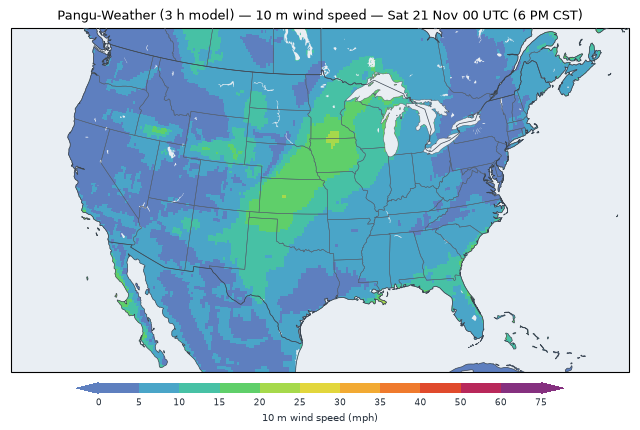 Pangu-Weather (3 h model) — 10 m wind speed — Sat 21 Nov 00 UTC (6 PM CST)
0 5 10 15 20 25 30 35 40 50 60 75
10 m wind speed (mph)